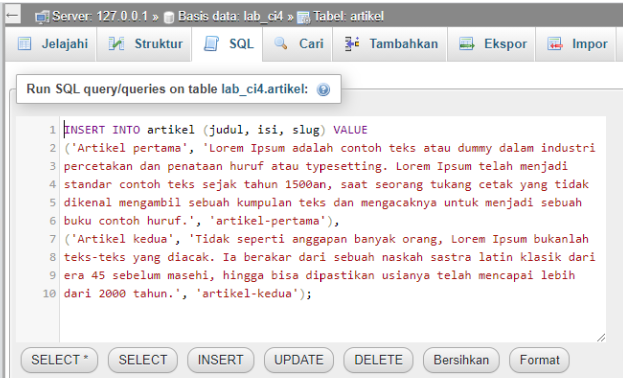 Server: 127.0.0.1 » Basis data: lab_ci4 » Tabel: artikel
Jelajahi Struktur SQL Cari Tambahkan Ekspor Impor
Run SQL query/queries on table lab_ci4.artikel:
1 INSERT INTO artikel (judul, isi, slug) VALUE
2 ('Artikel pertama', 'Lorem Ipsum adalah contoh teks atau dummy dalam industri
3 percetakan dan penataan huruf atau typesetting. Lorem Ipsum telah menjadi
4 standar contoh teks sejak tahun 1500an, saat seorang tukang cetak yang tidak
5 dikenal mengambil sebuah kumpulan teks dan mengacaknya untuk menjadi sebuah
6 buku contoh huruf.', 'artikel-pertama'),
7 ('Artikel kedua', 'Tidak seperti anggapan banyak orang, Lorem Ipsum bukanlah
8 teks-teks yang diacak. Ia berakar dari sebuah naskah sastra latin klasik dari
9 era 45 sebelum masehi, hingga bisa dipastikan usianya telah mencapai lebih
10 dari 2000 tahun.', 'artikel-kedua');
SELECT * SELECT INSERT UPDATE DELETE Bersihkan Format